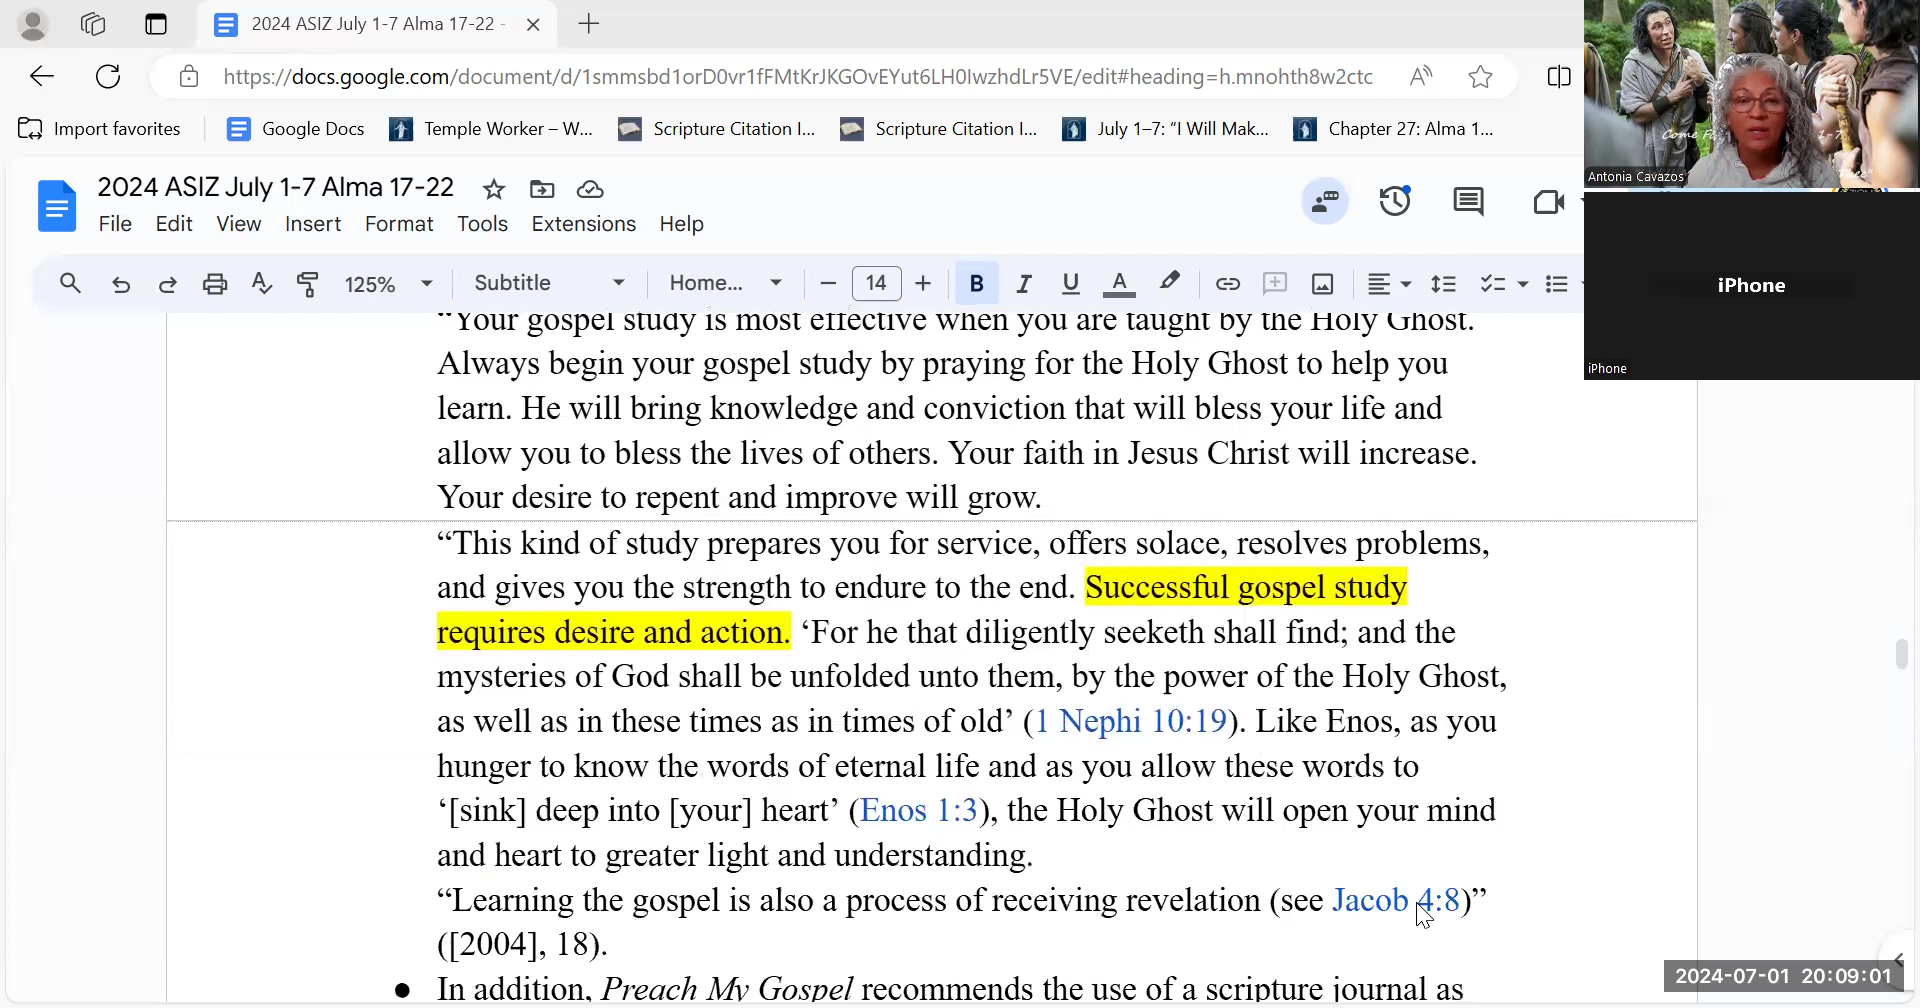 2024 ASIZ July 1-7 Alma 17-22 -
https://docs.google.com/document/d/1smmsbd1orD0vr1fFMtKrJKGOvEYut6LH0IwzhdLr5VE/edit#heading=h.mnohth8w2ctc
Import favorites
Google Docs
Temple Worker – W...
Scripture Citation I...
Scripture Citation I...
July 1–7: “I Will Mak...
Chapter 27: Alma 1...
2024 ASIZ July 1-7 Alma 17-22
File Edit View Insert Format Tools Extensions Help
125% Subtitle Home... 14 B I U A
“Your gospel study is most effective when you are taught by the Holy Ghost.
Always begin your gospel study by praying for the Holy Ghost to help you
learn. He will bring knowledge and conviction that will bless your life and
allow you to bless the lives of others. Your faith in Jesus Christ will increase.
Your desire to repent and improve will grow.
“This kind of study prepares you for service, offers solace, resolves problems,
and gives you the strength to endure to the end. Successful gospel study
requires desire and action. ‘For he that diligently seeketh shall find; and the
mysteries of God shall be unfolded unto them, by the power of the Holy Ghost,
as well as in these times as in times of old’ (1 Nephi 10:19). Like Enos, as you
hunger to know the words of eternal life and as you allow these words to
‘[sink] deep into [your] heart’ (Enos 1:3), the Holy Ghost will open your mind
and heart to greater light and understanding.
“Learning the gospel is also a process of receiving revelation (see Jacob 4:8)”
([2004], 18).
● In addition, Preach My Gospel recommends the use of a scripture journal as
Come
1-7
Antonia Cavazos
iPhone
iPhone
2024-07-01 20:09:01